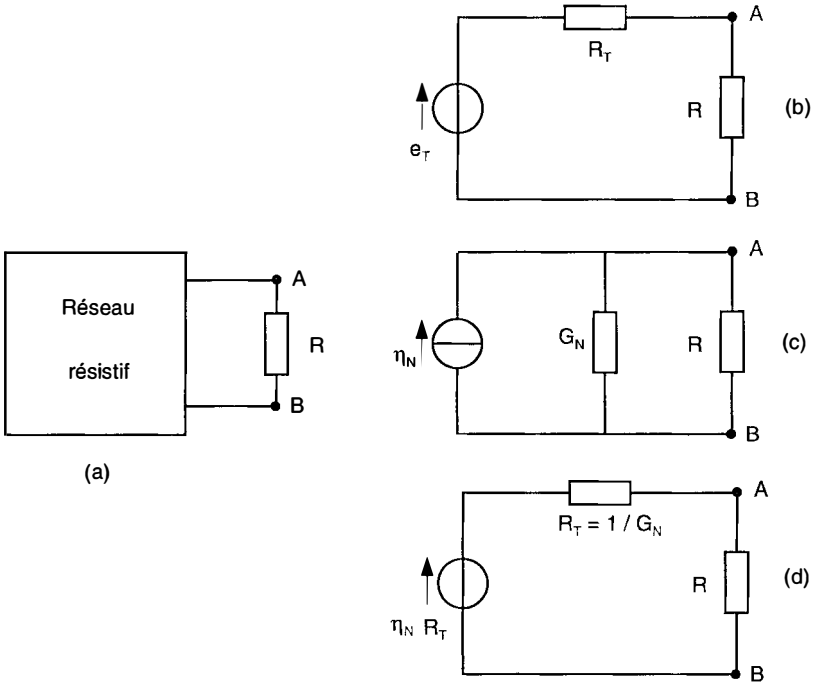 Réseau
résistif
A
R
B
(a)
R_T
A
e_T
R
B
(b)
A
η_N
G_N
R
B
(c)
A
R_T = 1 / G_N
η_N R_T
R
B
(d)